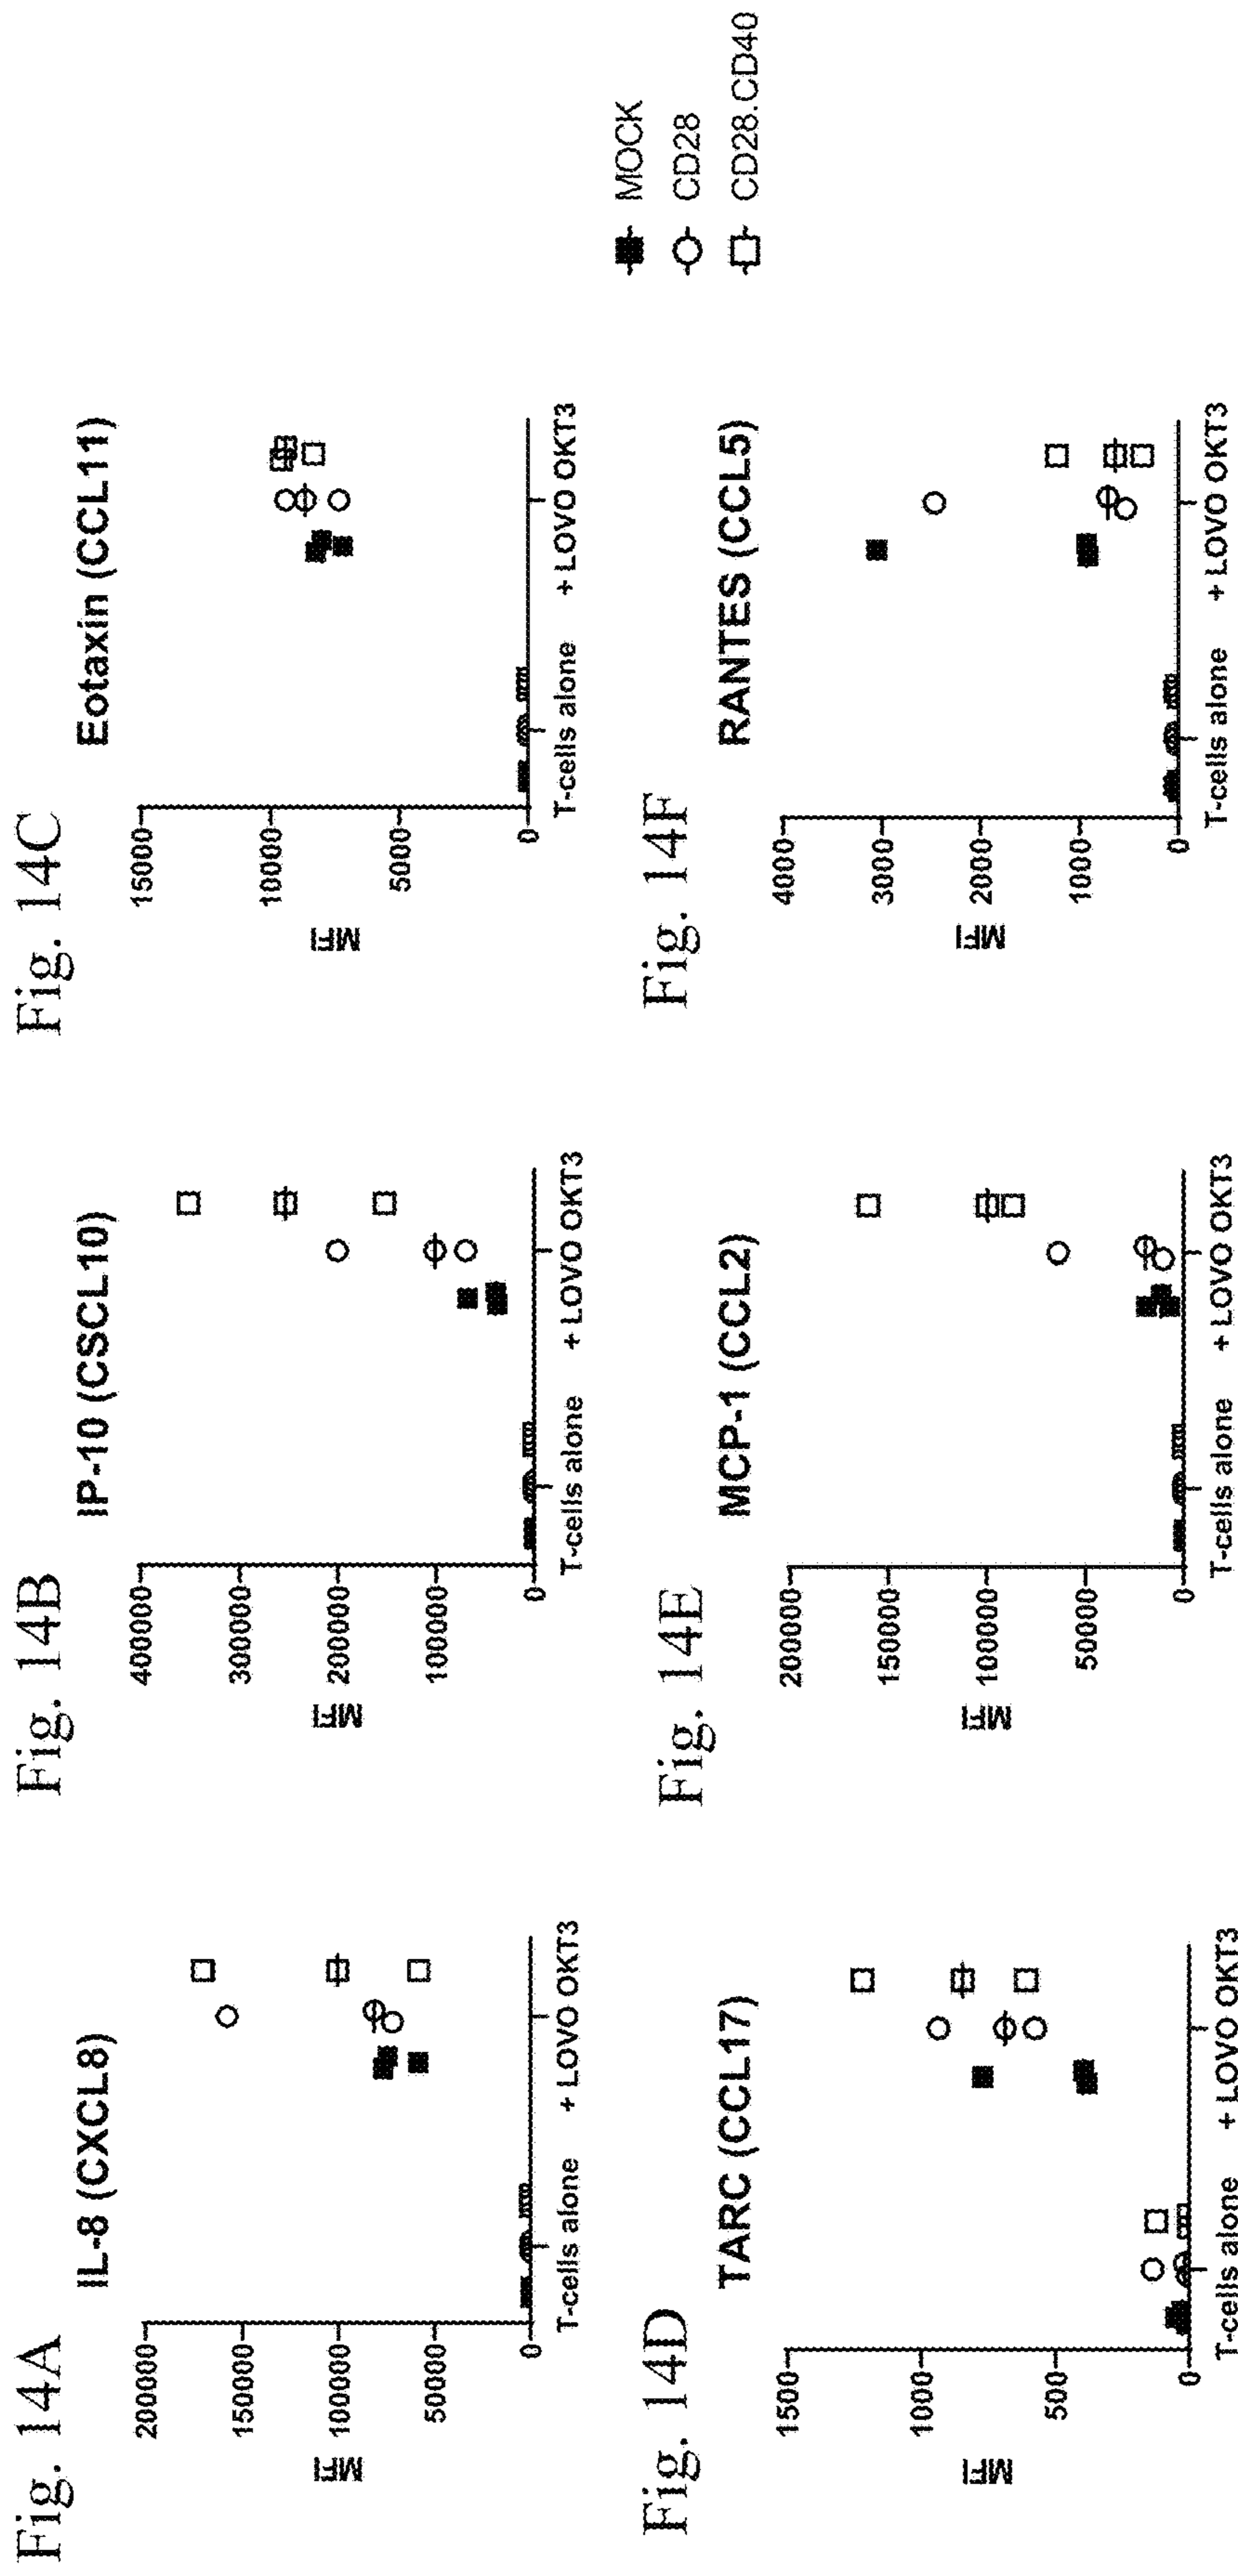 Fig. 14A
IL-8 (CXCL8)
MFI
200000
150000
100000
50000
0
T-cells alone
+ LOVO OKT3
Fig. 14B
IP-10 (CSCL10)
MFI
400000
300000
200000
100000
0
T-cells alone
+ LOVO OKT3
Fig. 14C
Eotaxin (CCL11)
MFI
15000
10000
5000
0
T-cells alone
+ LOVO OKT3
Fig. 14D
TARC (CCL17)
MFI
1500
1000
500
0
T-cells alone
+ LOVO OKT3
Fig. 14E
MCP-1 (CCL2)
MFI
200000
150000
100000
50000
0
T-cells alone
+ LOVO OKT3
Fig. 14F
RANTES (CCL5)
MFI
4000
3000
2000
1000
0
T-cells alone
+ LOVO OKT3
MOCK
CD28
CD28.CD40